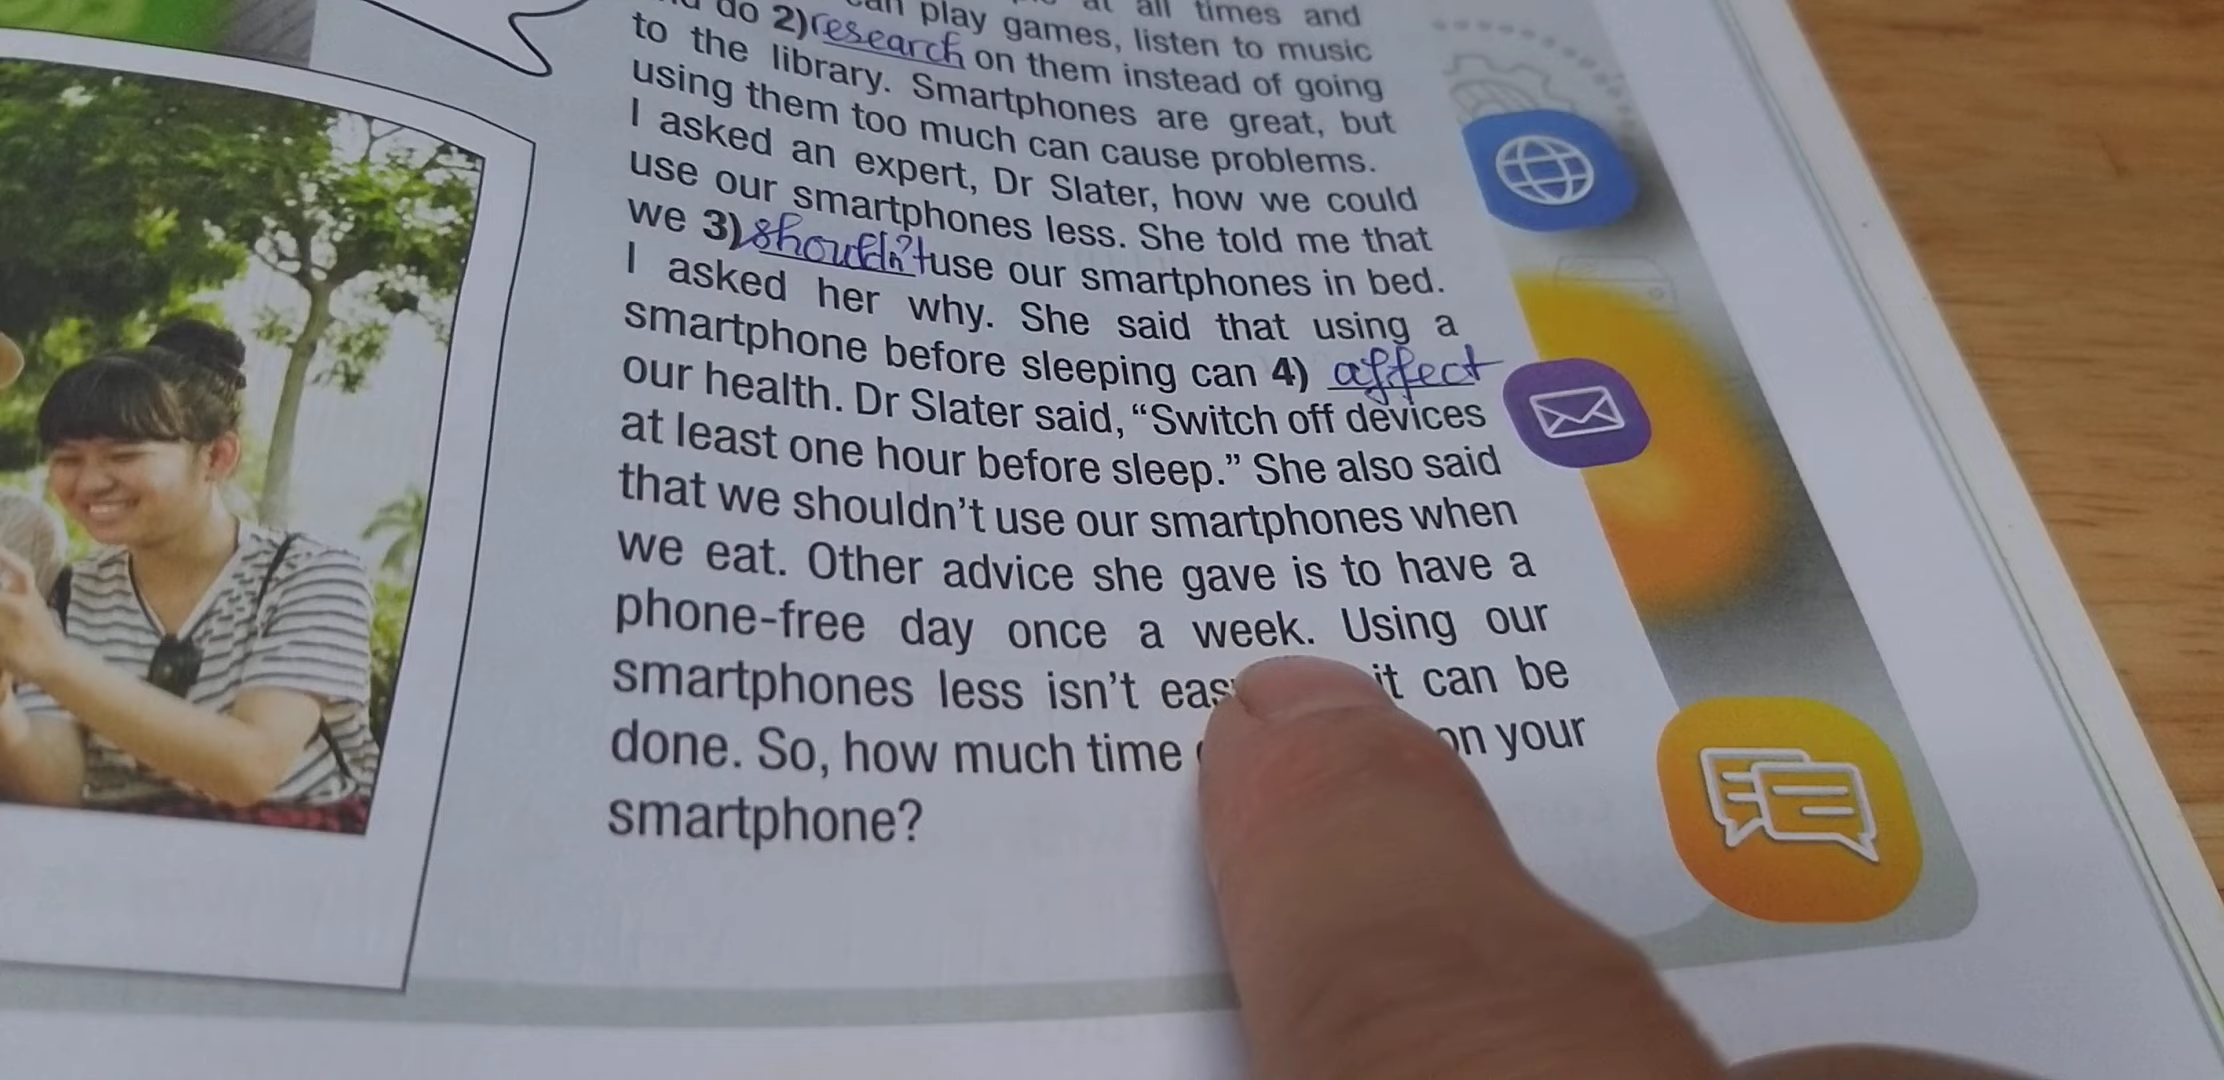 at all times and
do 2) research can play games, listen to music
to the library. on them instead of going
using them too much Smartphones are great, but
can cause problems.
I asked an expert, Dr Slater, how we could
use our smartphones less. She told me that
we 3) shouldn't use our smartphones in bed.
I asked her why. She said that using a
smartphone before sleeping can 4) affect
our health. Dr Slater said, “Switch off devices
at least one hour before sleep.” She also said
that we shouldn't use our smartphones when
we eat. Other advice she gave is to have a
phone-free day once a week. Using our
smartphones less isn't it can be
done. So, how much time on your
smartphone?